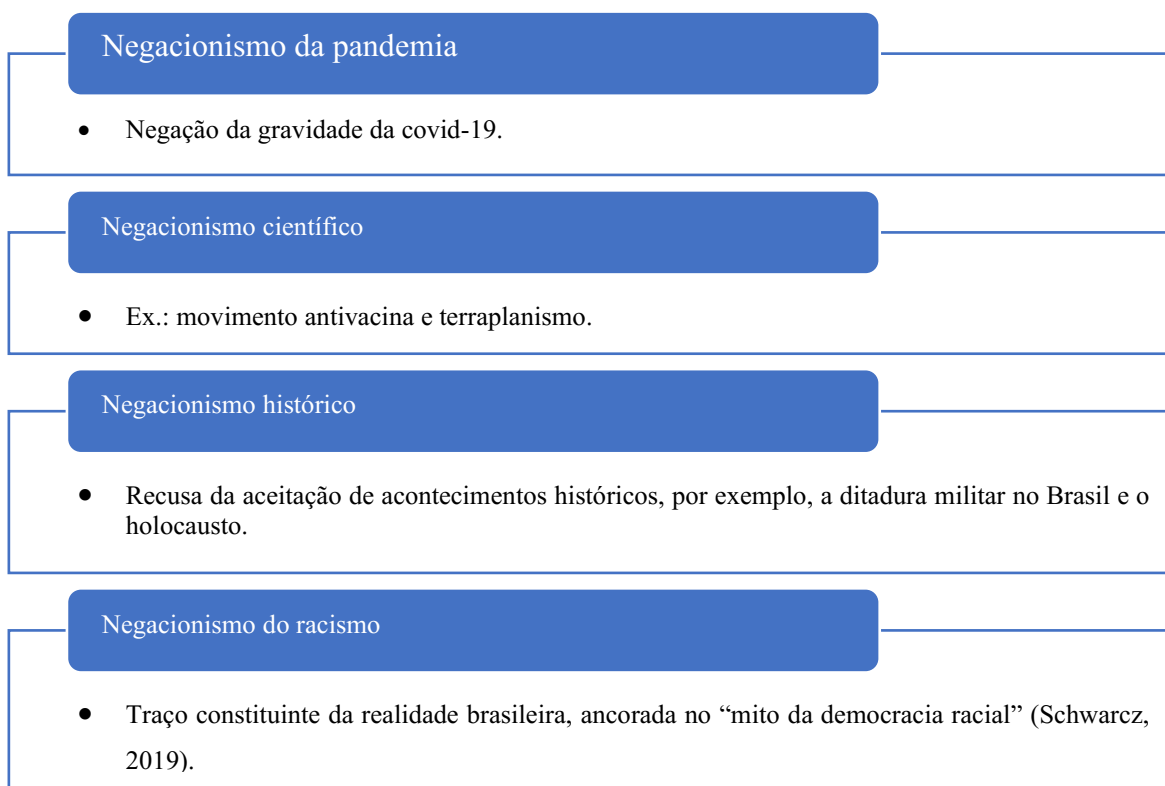 Negacionismo da pandemia
• Negação da gravidade da covid-19.
Negacionismo científico
• Ex.: movimento antivacina e terraplanismo.
Negacionismo histórico
• Recusa da aceitação de acontecimentos históricos, por exemplo, a ditadura militar no Brasil e o
holocausto.
Negacionismo do racismo
• Traço constituinte da realidade brasileira, ancorada no “mito da democracia racial” (Schwarcz,
2019).